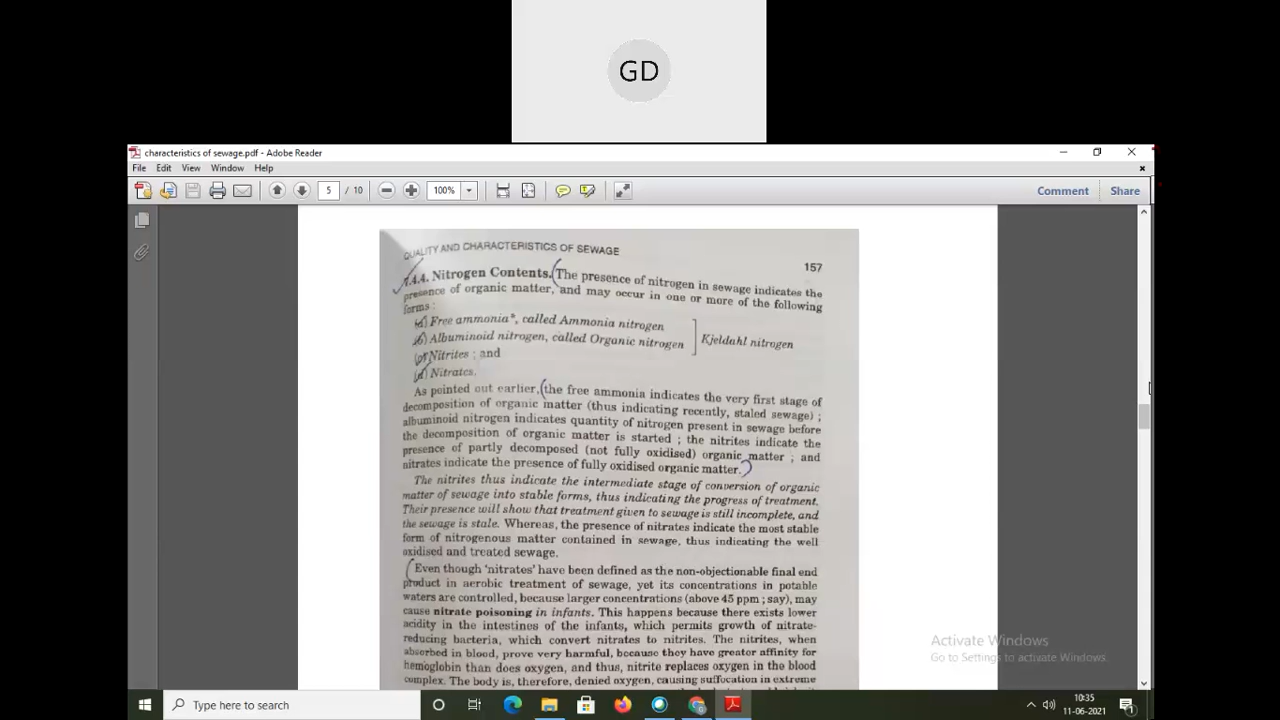 GD
characteristics of sewage.pdf - Adobe Reader
File Edit View Window Help
5 / 10 100% Comment Share
QUALITY AND CHARACTERISTICS OF SEWAGE
157
7.4.4. Nitrogen Contents. The presence of nitrogen in sewage indicates the
presence of organic matter, and may occur in one or more of the following
forms :
(a) Free ammonia*, called Ammonia nitrogen
(b) Albuminoid nitrogen, called Organic nitrogen
Kjeldahl nitrogen
(c) Nitrites ; and
(d) Nitrates.
As pointed out earlier, the free ammonia indicates the very first stage of
decomposition of organic matter (thus indicating recently, staled sewage) ;
albuminoid nitrogen indicates quantity of nitrogen present in sewage before
the decomposition of organic matter is started ; the nitrites indicate the
presence of partly decomposed (not fully oxidised) organic matter ; and
nitrates indicate the presence of fully oxidised organic matter.
The nitrites thus indicate the intermediate stage of conversion of organic
matter of sewage into stable forms, thus indicating the progress of treatment.
Their presence will show that treatment given to sewage is still incomplete, and
the sewage is stale. Whereas, the presence of nitrates indicate the most stable
form of nitrogenous matter contained in sewage, thus indicating the well
oxidised and treated sewage.
Even though 'nitrates' have been defined as the non-objectionable final end
product in aerobic treatment of sewage, yet its concentrations in potable
waters are controlled, because larger concentrations (above 45 ppm ; say), may
cause nitrate poisoning in infants. This happens because there exists lower
acidity in the intestines of the infants, which permits growth of nitrate-
reducing bacteria, which convert nitrates to nitrites. The nitrites, when
absorbed in blood, prove very harmful, because they have greater affinity for
hemoglobin than does oxygen, and thus, nitrite replaces oxygen in the blood
complex. The body is, therefore, denied oxygen, causing suffocation in extreme
Activate Windows
Go to Settings to activate Windows.
Type here to search
10:35
11-06-2021